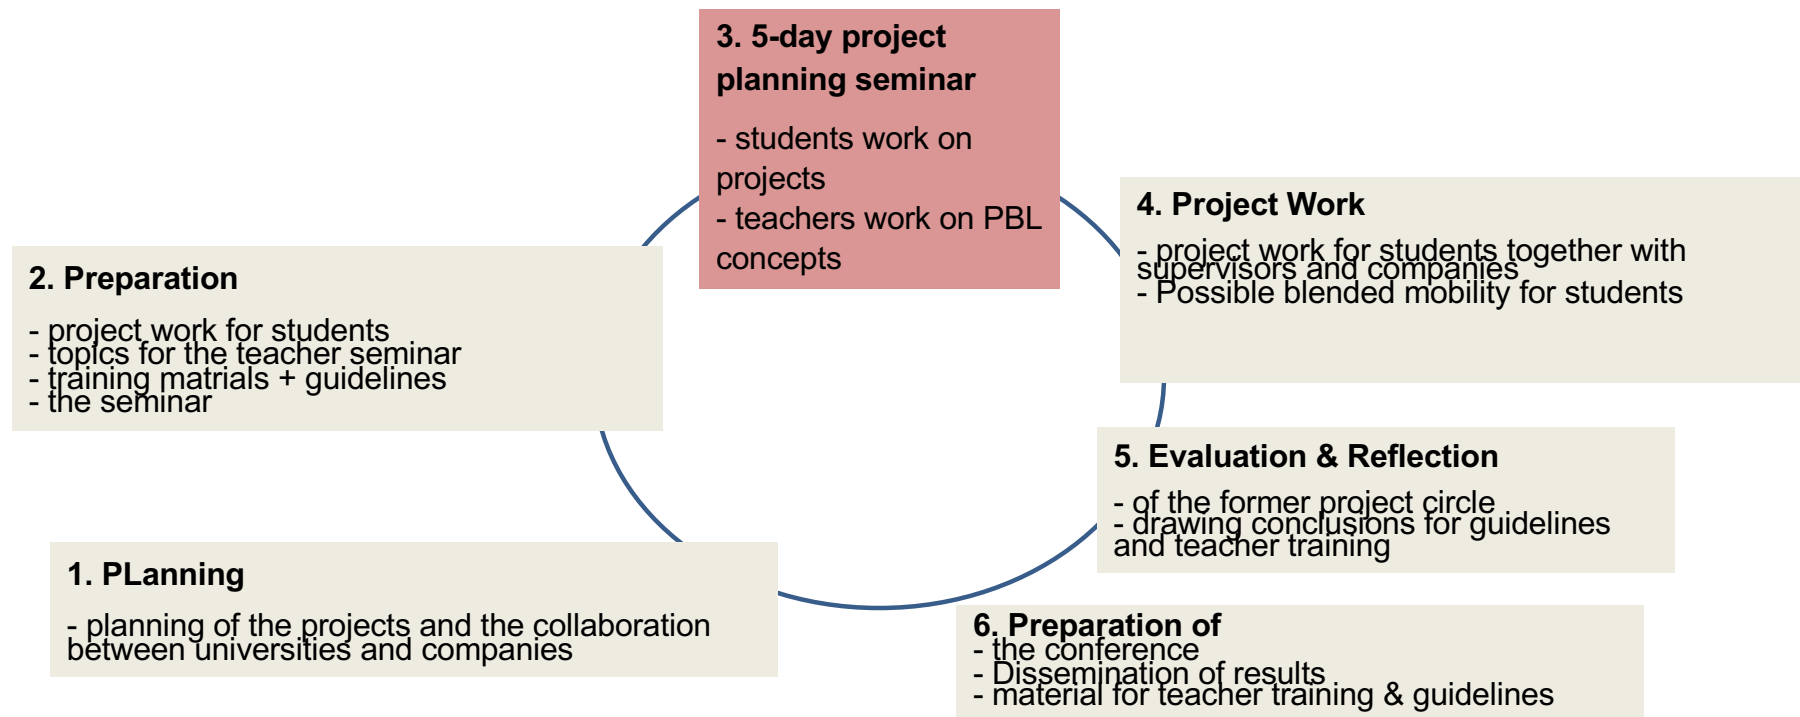 3. 5-day project
planning seminar
- students work on
projects
- teachers work on PBL
concepts
4. Project Work
- project work for students together with
supervisors and companies
- Possible blended mobility for students
2. Preparation
- project work for students
- topics for the teacher seminar
- training matrials + guidelines
- the seminar
5. Evaluation & Reflection
- of the former project circle
- drawing conclusions for guidelines
and teacher training
1. PLanning
- planning of the projects and the collaboration
between universities and companies
6. Preparation of
- the conference
- Dissemination of results
- material for teacher training & guidelines